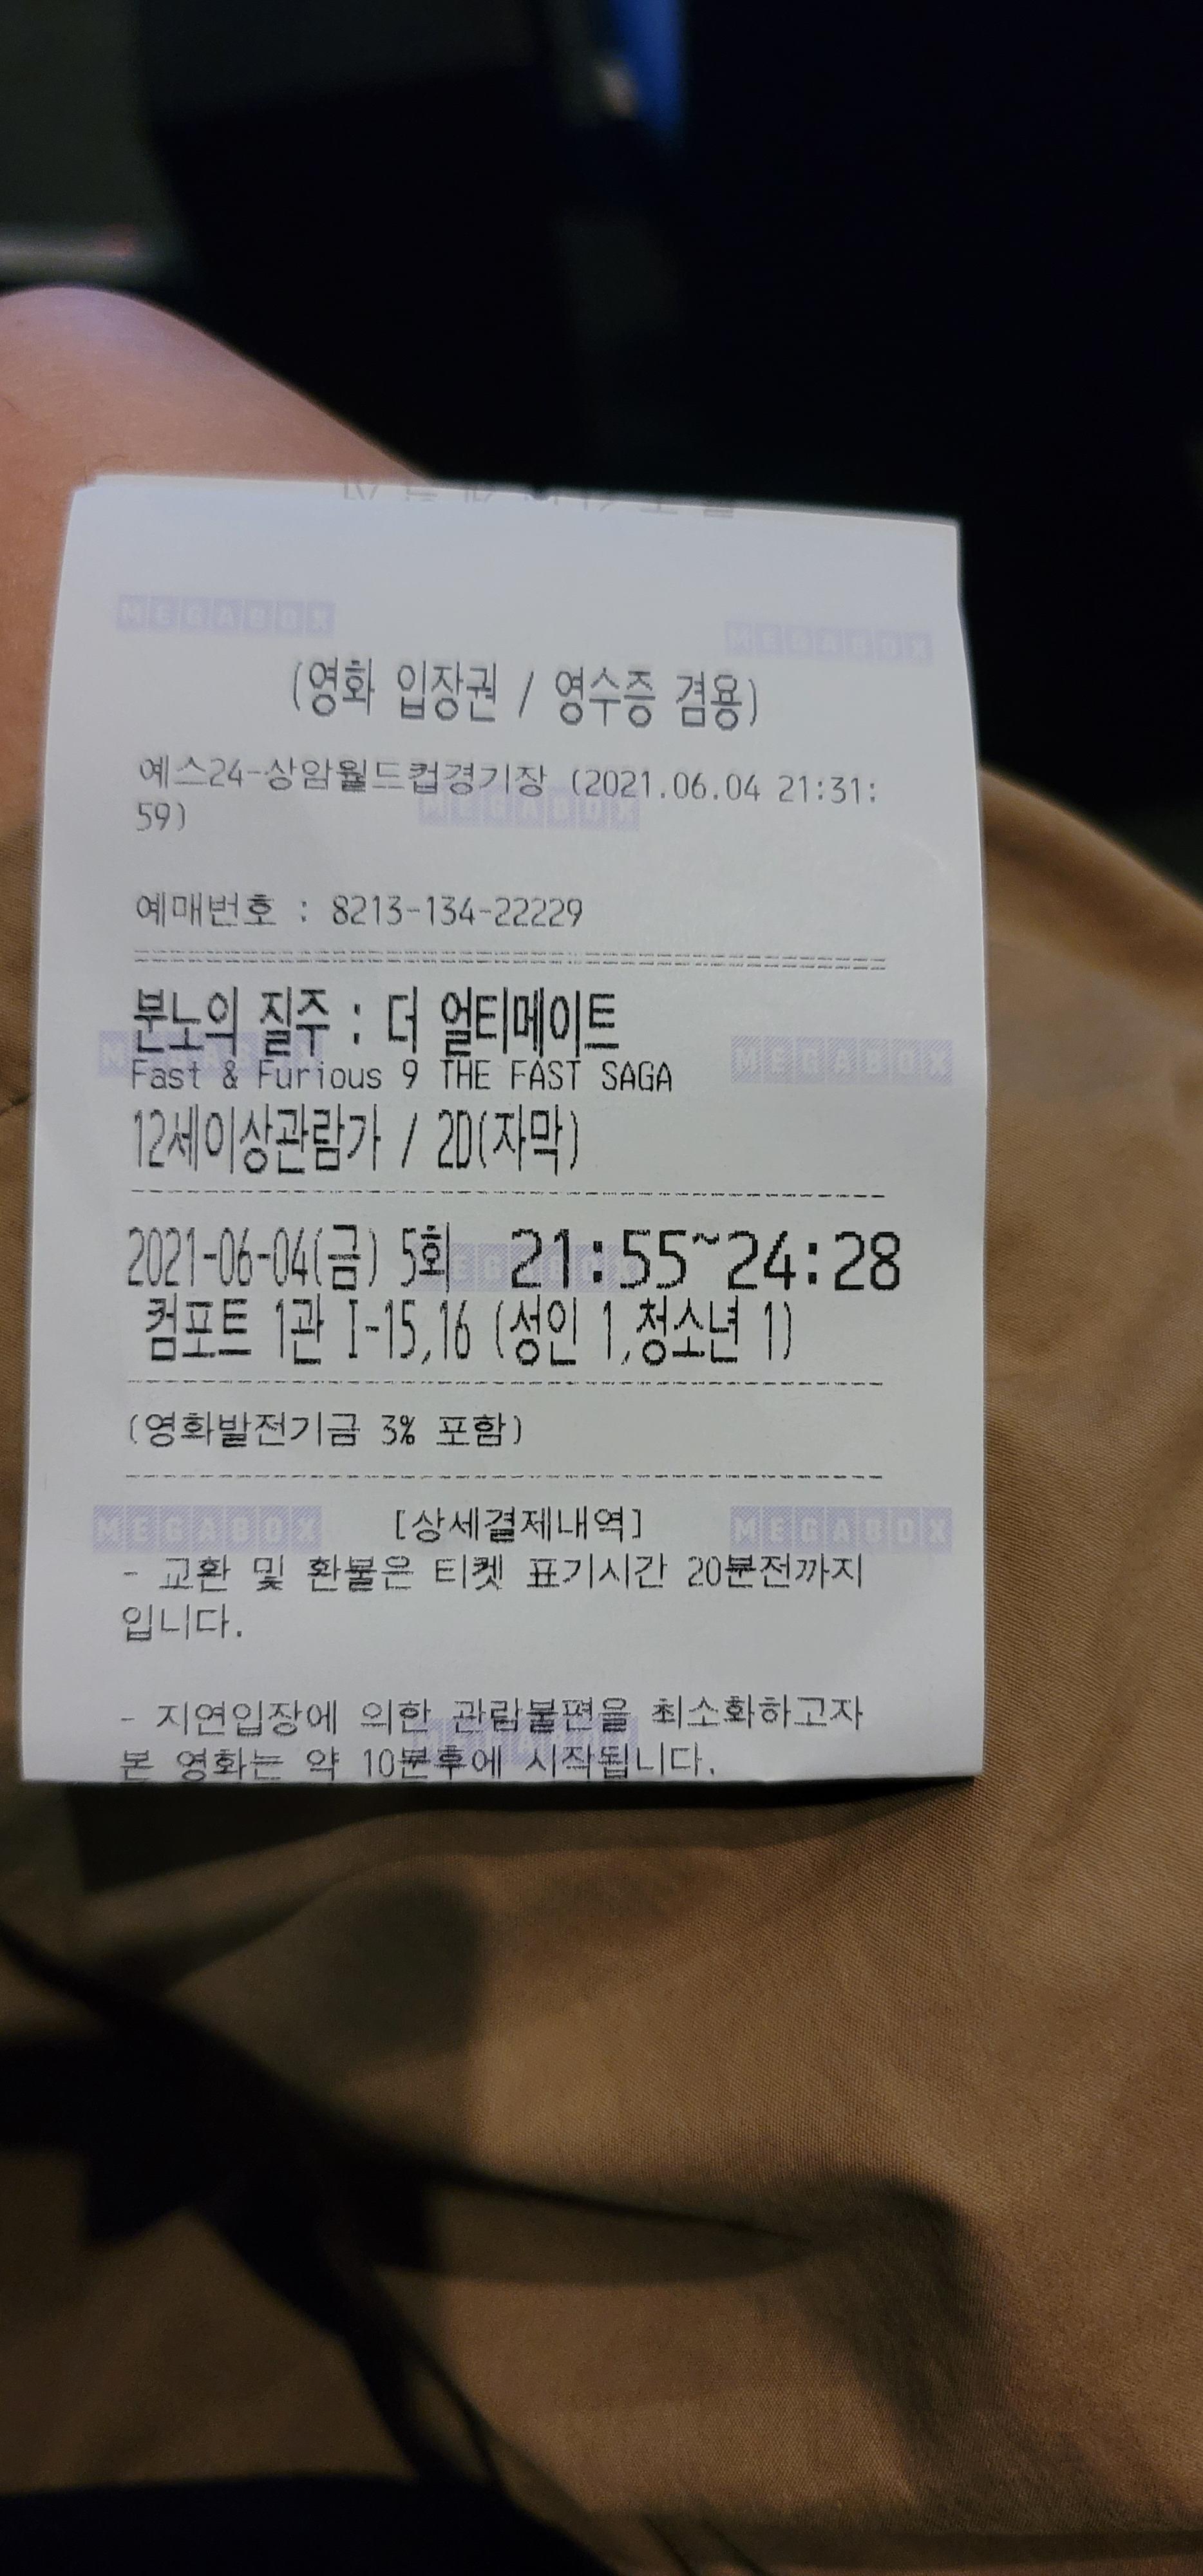 MEGABOX
MEGABOX
(영화 입장권 / 영수증 겸용)
예스24-상암월드컵경기장 (2021.06.04 21:31:
59)
MEGABOX
예매번호 : 8213-134-22229
분노의 질주 : 더 얼티메이트
MEGABOX
MEGABOX
Fast & Furious 9 THE FAST SAGA
12세이상관람가 / 2D(자막)
2021-06-04(금) 5회 21:55~24:28
컴포트 1관 I-15,16 (성인 1,청소년 1)
(영화발전기금 3% 포함)
MEGABOX [상세결제내역] MEGABOX
- 교환 및 환불은 티켓 표기시간 20분전까지
입니다.
- 지연입장에 의한 관람불편을 최소화하고자
본 영화는 약 10분후에 시작됩니다.